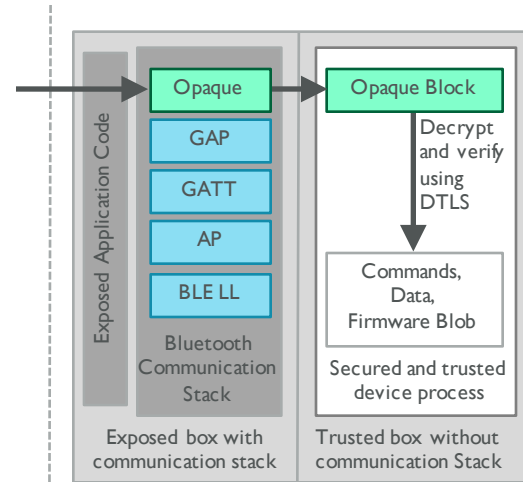 Exposed Application Code
Opaque
GAP
GATT
AP
BLE LL
Bluetooth
Communication
Stack
Exposed box with
communication stack
Opaque Block
Decrypt
and verify
using
DTLS
Commands,
Data,
Firmware Blob
Secured and trusted
device process
Trusted box without
communication Stack